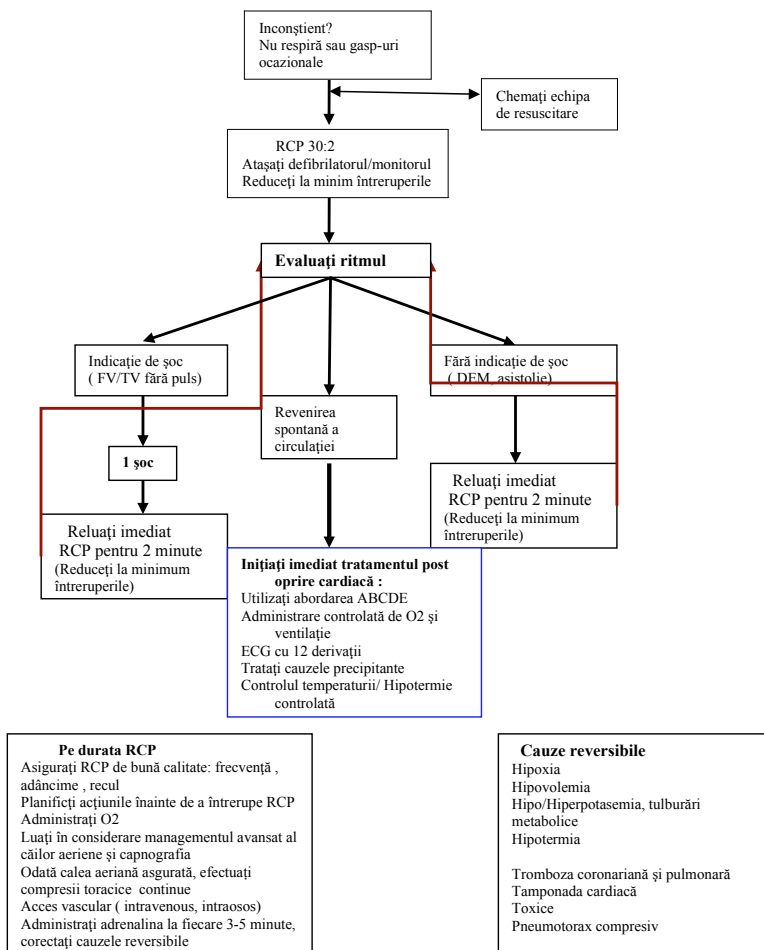 Inconştient?
Nu respiră sau gasp-uri
ocazionale
Chemaţi echipa
de resuscitare
RCP 30:2
Ataşaţi defibrilatorul/monitorul
Reduceţi la minim întreruperile
Evaluaţi ritmul
Indicaţie de şoc
( FV/TV fără puls)
Fără indicaţie de şoc
( DEM, asistolie)
Revenirea
spontană a
circulaţiei
1 şoc
Reluaţi imediat
RCP pentru 2 minute
(Reduceţi la minimum
întreruperile)
Reluaţi imediat
RCP pentru 2 minute
(Reduceţi la minimum
întreruperile)
Iniţiaţi imediat tratamentul post
oprire cardiacă :
Utilizaţi abordarea ABCDE
Administrare controlată de O2 şi
ventilaţie
ECG cu 12 derivaţii
Trataţi cauzele precipitante
Controlul temperaturii/ Hipotermie
controlată
Pe durata RCP
Asiguraţi RCP de bună calitate: frecvenţă ,
adâncime , recul
Planificţi acţiunile înainte de a întrerupe RCP
Administraţi O2
Luaţi în considerare managementul avansat al
căilor aeriene şi capnografia
Odată calea aeriană asgurată, efectuaţi
compresii toracice continue
Acces vascular ( intravenous, intraosos)
Administraţi adrenalina la fiecare 3-5 minute,
corectaţi cauzele reversibile
Cauze reversibile
Hipoxia
Hipovolemia
Hipo/Hiperpotasemia, tulburări
metabolice
Hipotermia
Tromboza coronariană şi pulmonară
Tamponada cardiacă
Toxice
Pneumotorax compresiv